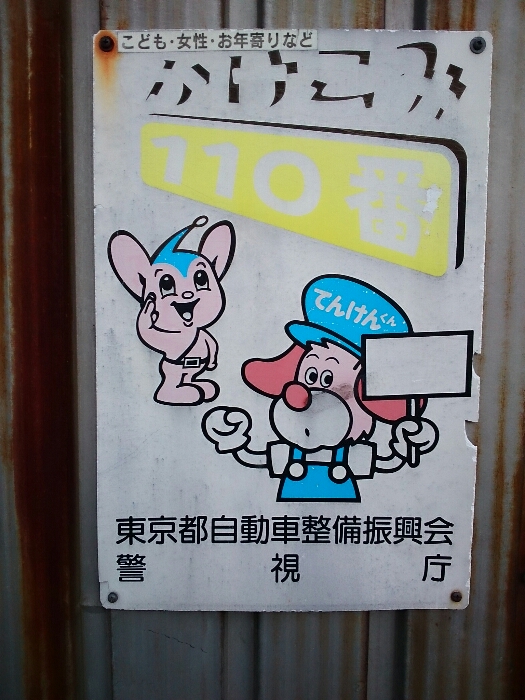 こども・女性・お年寄りなど
かけこみ
110番
てんけんくん
東京都自動車整備振興会
警視庁